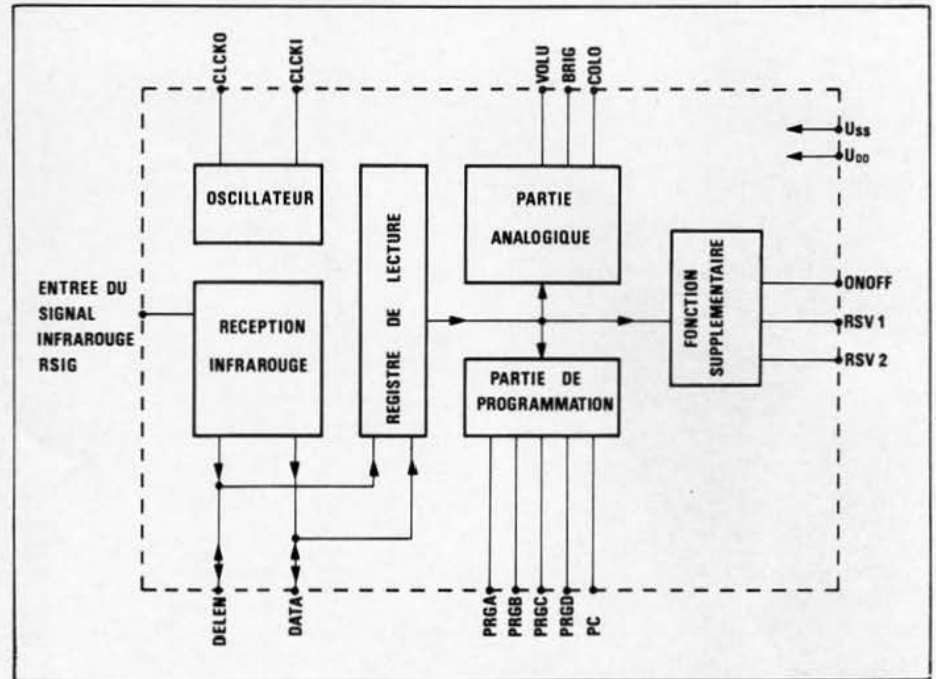 CLCKO
CLCKI
VOLU
BRIG
COLO
USS
UDD
OSCILLATEUR
REGISTRE DE LECTURE
PARTIE
ANALOGIQUE
FONCTION
SUPPLEMENTAIRE
ONOFF
RSV 1
RSV 2
ENTREE DU
SIGNAL
INFRAROUGE
RSIG
RECEPTION
INFRAROUGE
PARTIE DE
PROGRAMMATION
DELEN
DATA
PRGA
PRGB
PRGC
PRGD
PC